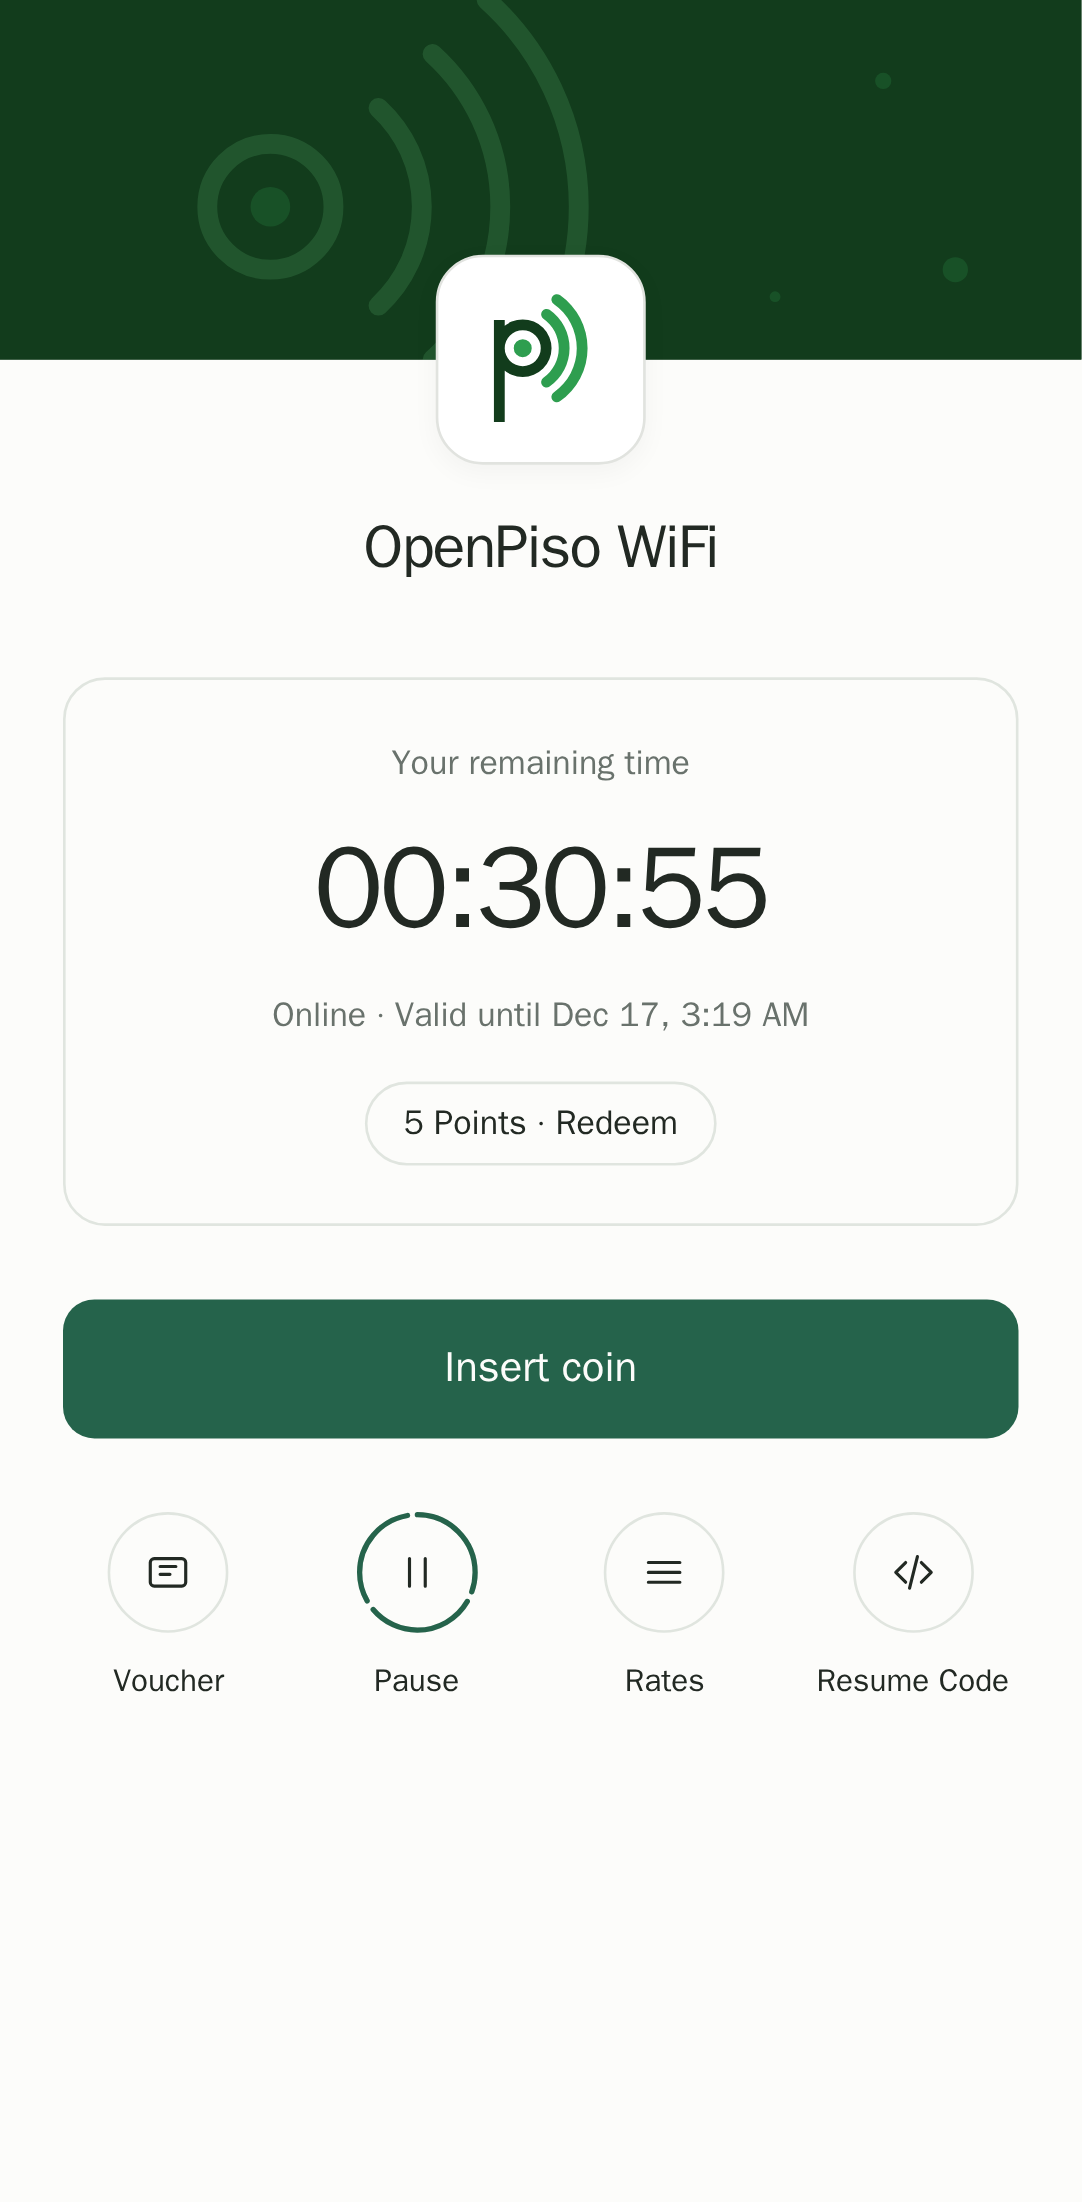 OpenPiso WiFi
Your remaining time
00:30:55
Online · Valid until Dec 17, 3:19 AM
5 Points · Redeem
Insert coin
Voucher
Pause
Rates
Resume Code